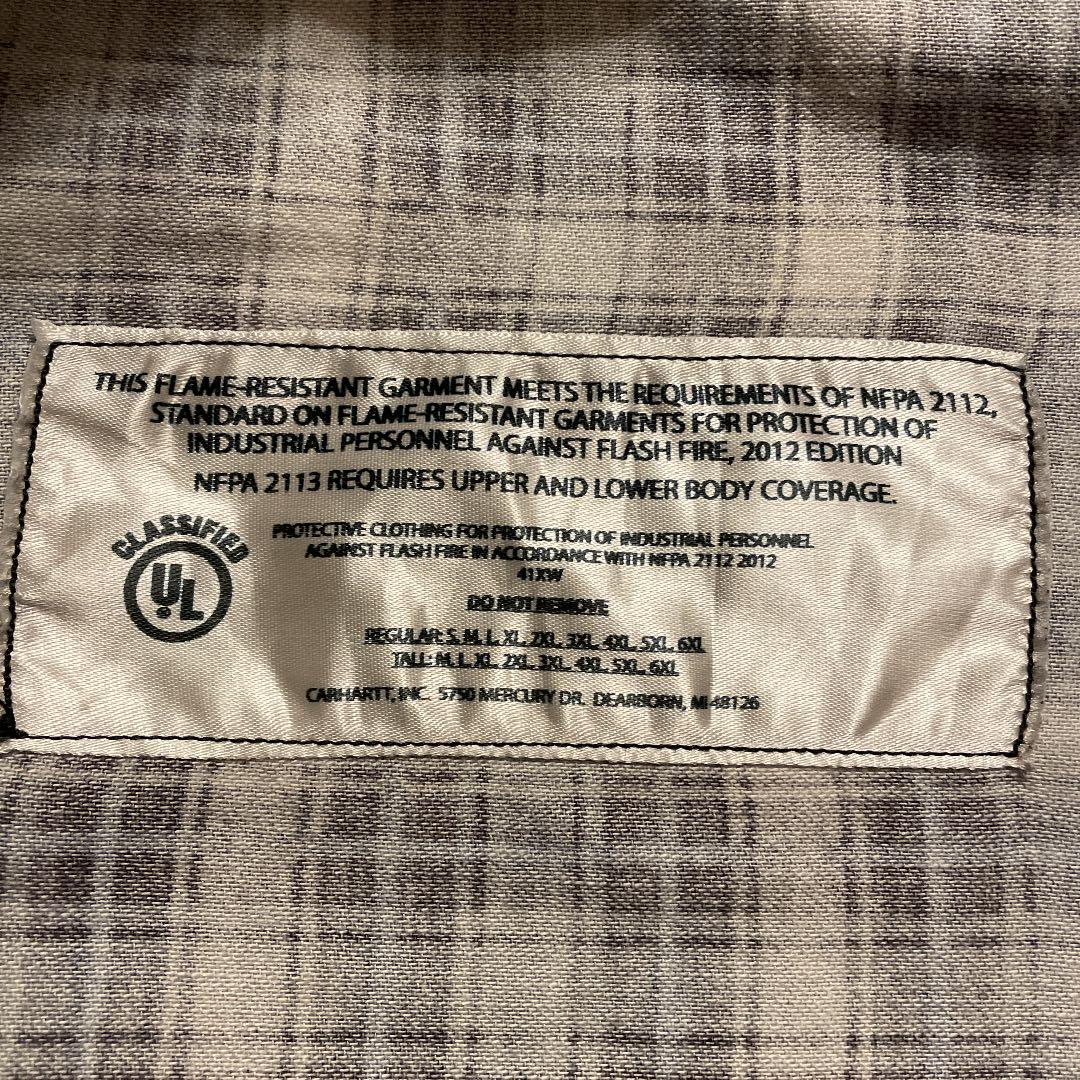 THIS FLAME-RESISTANT GARMENT MEETS THE REQUIREMENTS OF NFPA 2112,
STANDARD ON FLAME-RESISTANT GARMENTS FOR PROTECTION OF
INDUSTRIAL PERSONNEL AGAINST FLASH FIRE, 2012 EDITION
NFPA 2113 REQUIRES UPPER AND LOWER BODY COVERAGE.
CLASSIFIED
UL
PROTECTIVE CLOTHING FOR PROTECTION OF INDUSTRIAL PERSONNEL
AGAINST FLASH FIRE IN ACCORDANCE WITH NFPA 2112 2012
41XW
DO NOT REMOVE
REGULAR: S, M, L, XL, 2XL, 3XL, 4XL, 5XL, 6XL
TALL: M, L, XL, 2XL, 3XL, 4XL, 5XL, 6XL
CARHARTT, INC. 5750 MERCURY DR. DEARBORN, MI 48126